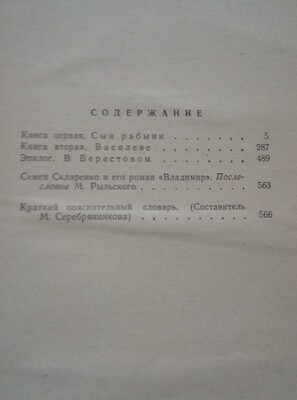 СОДЕРЖАНИЕ
Книга первая. Сын рабыни . . . . . . . . 5
Книга вторая. Василевс . . . . . . . . 287
Эпилог. В Берестовом . . . . . . . . 489
Семен Скляренко и его роман «Владимир». После-
словие М. Рыльского . . . . . . . . 563
Краткий пояснительный словарь. (Составитель
М. Серебрянников) . . . . . . . . 566